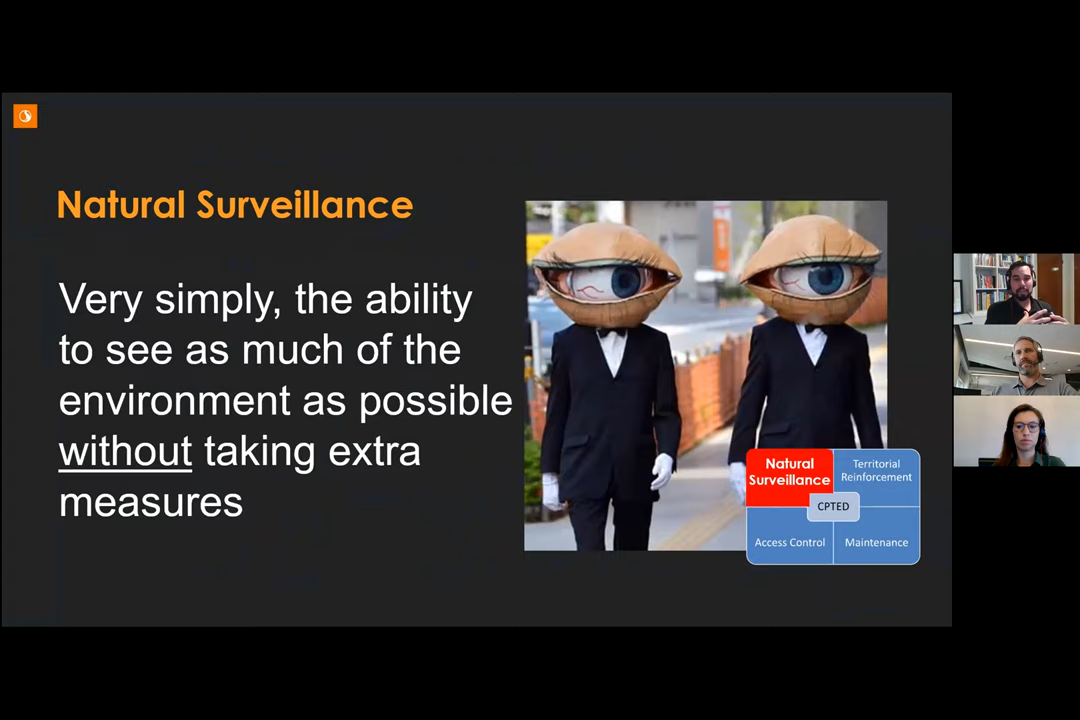 Natural Surveillance
Very simply, the ability
to see as much of the
environment as possible
without taking extra
measures
Natural
Surveillance
Territorial
Reinforcement
CPTED
Access Control
Maintenance